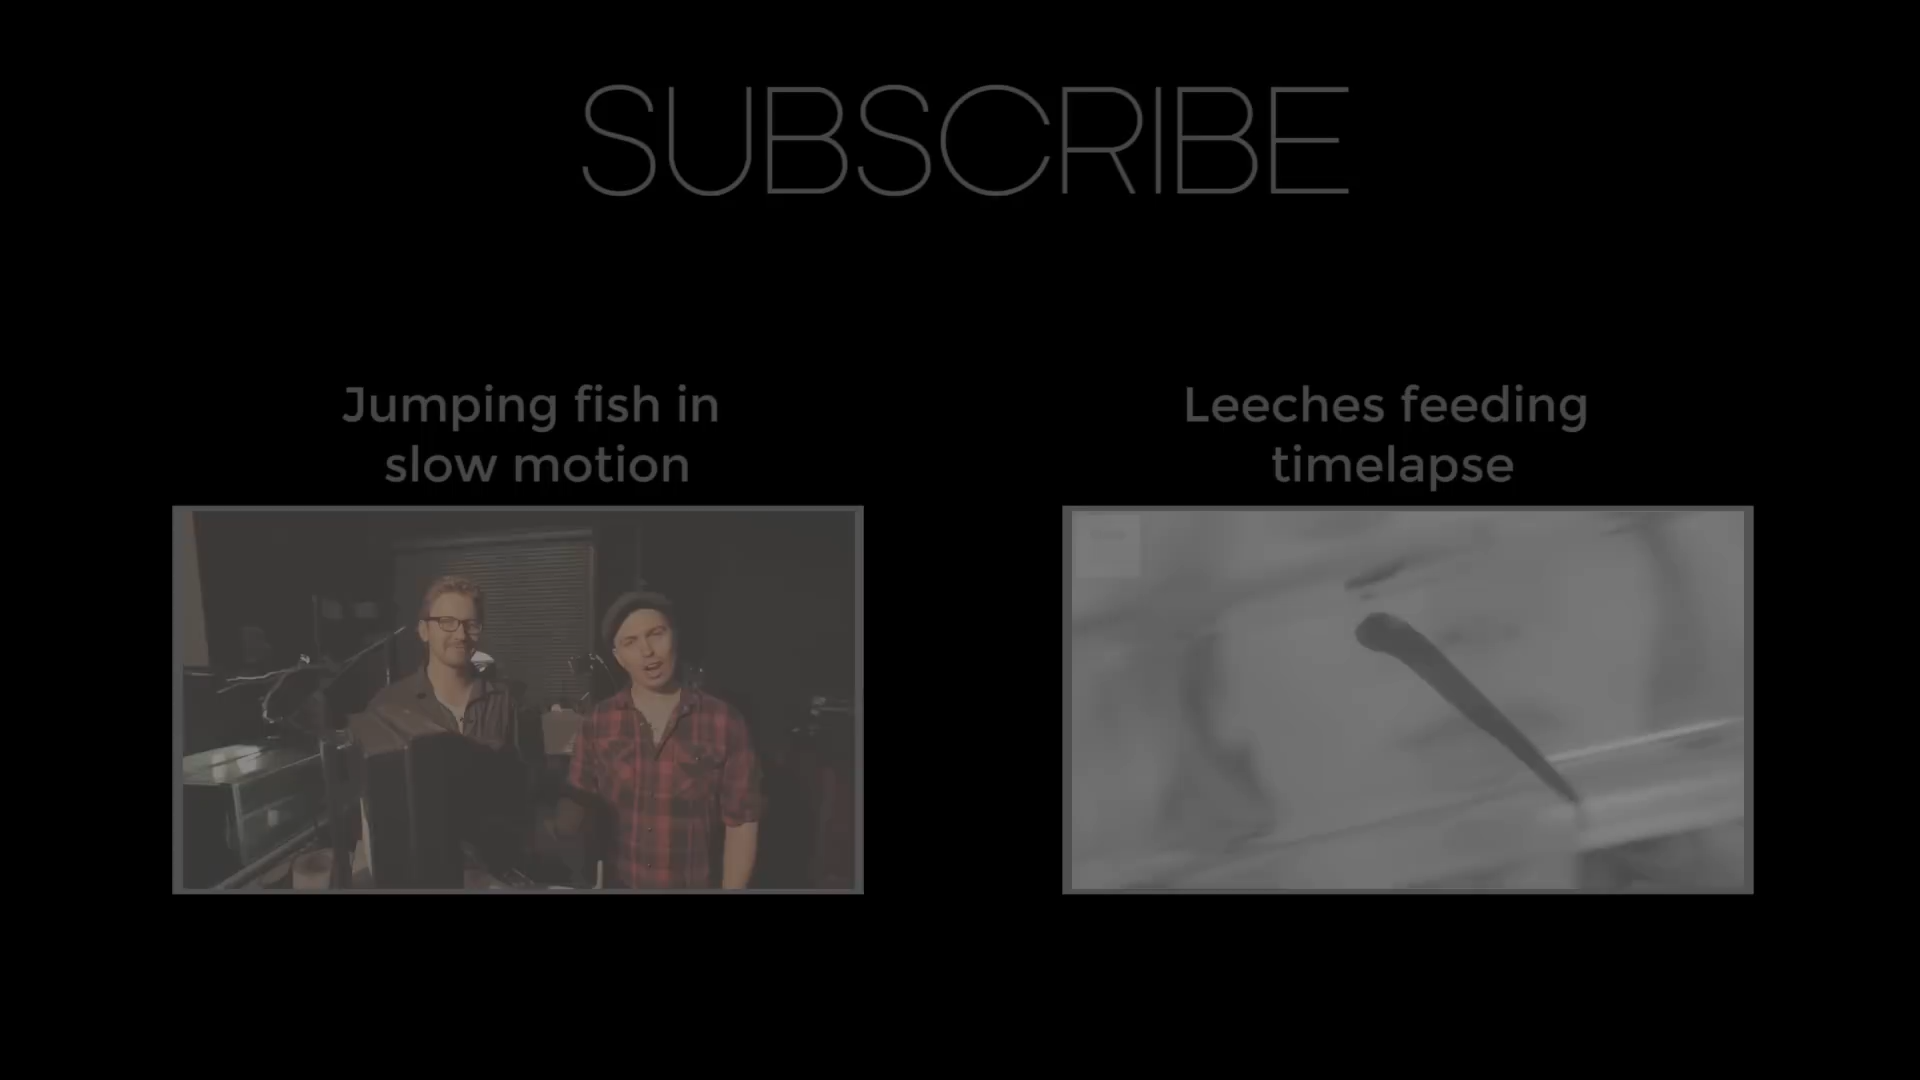 SUBSCRIBE
Jumping fish in
slow motion
Leeches feeding
timelapse